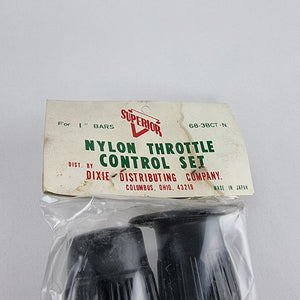 SUPERIOR
For 1" BARS 68-3BCT-N
NYLON THROTTLE
CONTROL SET
DIST. BY
DIXIE DISTRIBUTING COMPANY.
COLUMBUS, OHIO, 43215
MADE IN JAPAN